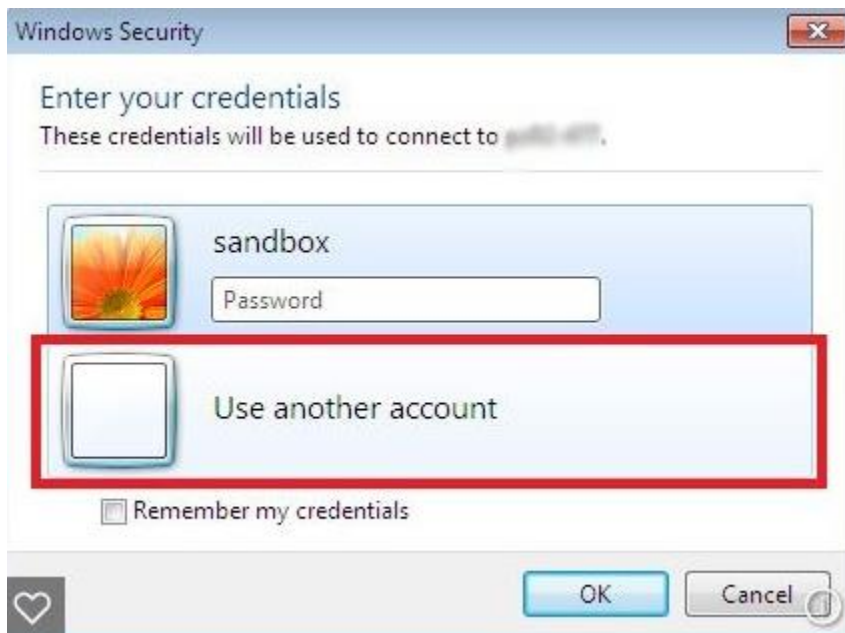 Windows Security
Enter your credentials
These credentials will be used to connect to
sandbox
Password
Use another account
Remember my credentials
OK
Cancel